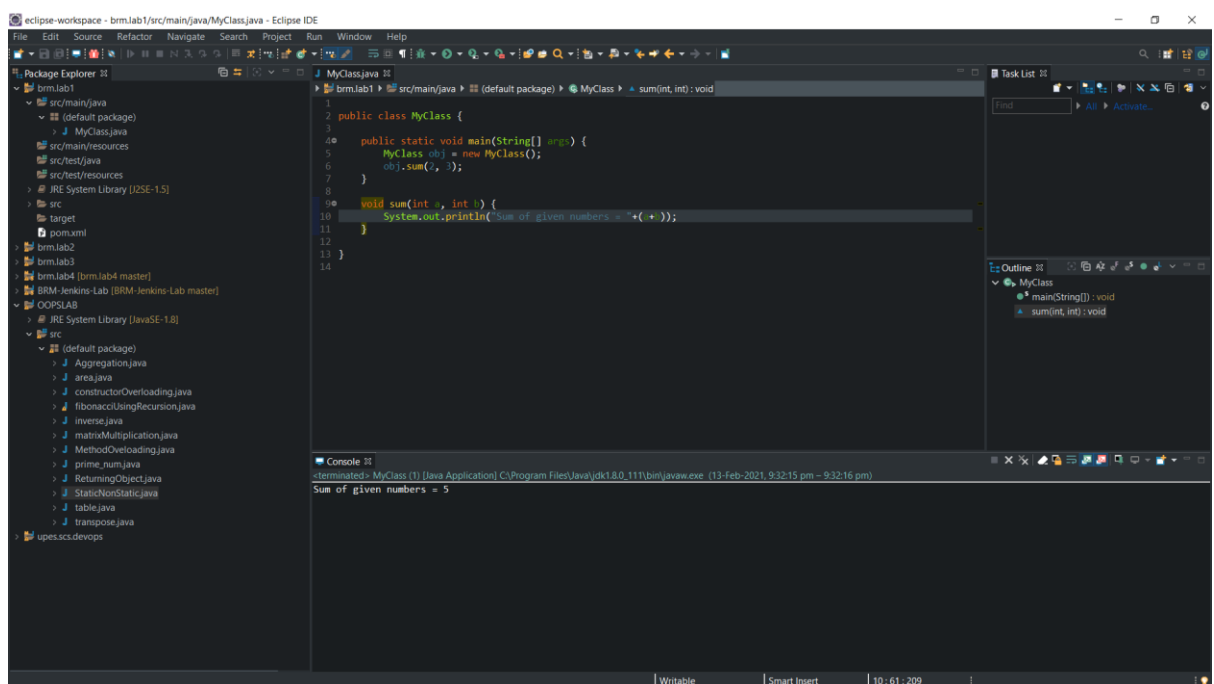 eclipse-workspace - brm.lab1/src/main/java/MyClass.java - Eclipse IDE
File Edit Source Refactor Navigate Search Project Run Window Help
Package Explorer
brm.lab1
src/main/java
(default package)
MyClass.java
src/main/resources
src/test/java
src/test/resources
JRE System Library [J2SE-1.5]
src
target
pom.xml
brm.lab2
brm.lab3
brm.lab4 [brm.lab4 master]
BRM-Jenkins-Lab [BRM-Jenkins-Lab master]
OOPSLAB
JRE System Library [JavaSE-1.8]
src
(default package)
Aggregation.java
area.java
constructorOverloading.java
fibonacciUsingRecursion.java
inverse.java
matrixMultiplication.java
MethodOveloading.java
prime_num.java
ReturningObject.java
StaticNonStatic.java
table.java
transpose.java
upes.scs.devops
MyClass.java
brm.lab1 src/main/java (default package) MyClass sum(int, int) : void
1
2 public class MyClass {
3
4 public static void main(String[] args) {
5 MyClass obj = new MyClass();
6 obj.sum(2, 3);
7 }
8
9 void sum(int a, int b) {
10 System.out.println("Sum of given numbers = "+(a+b));
11 }
12
13 }
14
Task List
Find All Activate...
Outline
MyClass
main(String[]) : void
sum(int, int) : void
Console
<terminated> MyClass (1) [Java Application] C:\Program Files\Java\jdk1.8.0_111\bin\javaw.exe (13-Feb-2021, 9:32:15 pm – 9:32:16 pm)
Sum of given numbers = 5
Writable Smart Insert 10 : 61 : 209